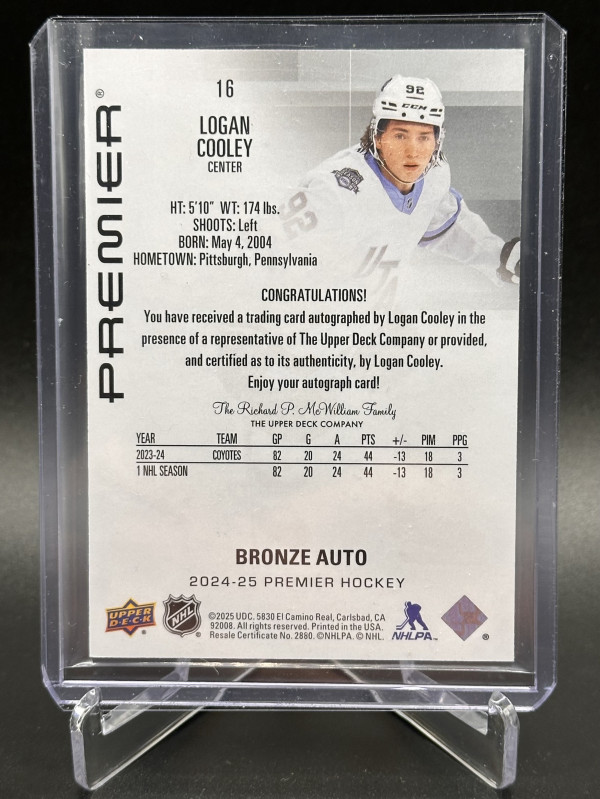 PREMIER®
16
LOGAN
COOLEY
CENTER
92
CCM
92
UTA
HT: 5'10" WT: 174 lbs.
SHOOTS: Left
BORN: May 4, 2004
HOMETOWN: Pittsburgh, Pennsylvania
CONGRATULATIONS!
You have received a trading card autographed by Logan Cooley in the
presence of a representative of The Upper Deck Company or provided,
and certified as to its authenticity, by Logan Cooley.
Enjoy your autograph card!
The Richard P. McWilliam Family
THE UPPER DECK COMPANY
YEAR TEAM GP G A PTS +/- PIM PPG
2023-24 COYOTES 82 20 24 44 -13 18 3
1 NHL SEASON 82 20 24 44 -13 18 3
BRONZE AUTO
2024-25 PREMIER HOCKEY
UPPER DECK
NHL
©2025 UDC. 5830 El Camino Real, Carlsbad, CA
92008. All rights reserved. Printed in the USA.
Resale Certificate No. 2880. ©NHLPA. © NHL.
NHLPA
®